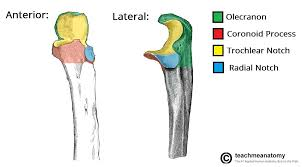 Anterior:
Lateral:
Olecranon
Coronoid Process
Trochlear Notch
Radial Notch
teachmeanatomy